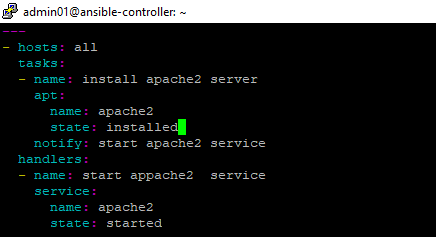 admin01@ansible-controller: ~
---
- hosts: all
  tasks:
  - name: install apache2 server
    apt:
      name: apache2
      state: installed
    notify: start apache2 service
  handlers:
  - name: start appache2  service
    service:
      name: apache2
      state: started